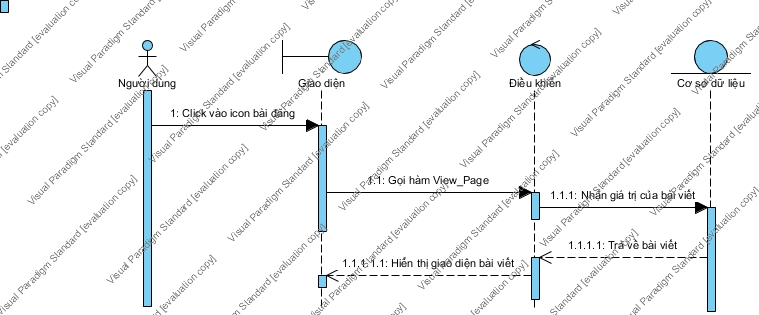 Người dùng
Giao diện
Điều khiển
Cơ sở dữ liệu
1: Click vào icon bài đăng
1.1: Gọi hàm View_Page
1.1.1: Nhận giá trị của bài viết
1.1.1.1: Trả về bài viết
1.1.1.1.1: Hiển thị giao diện bài viết
Visual Paradigm Standard [evaluation copy]